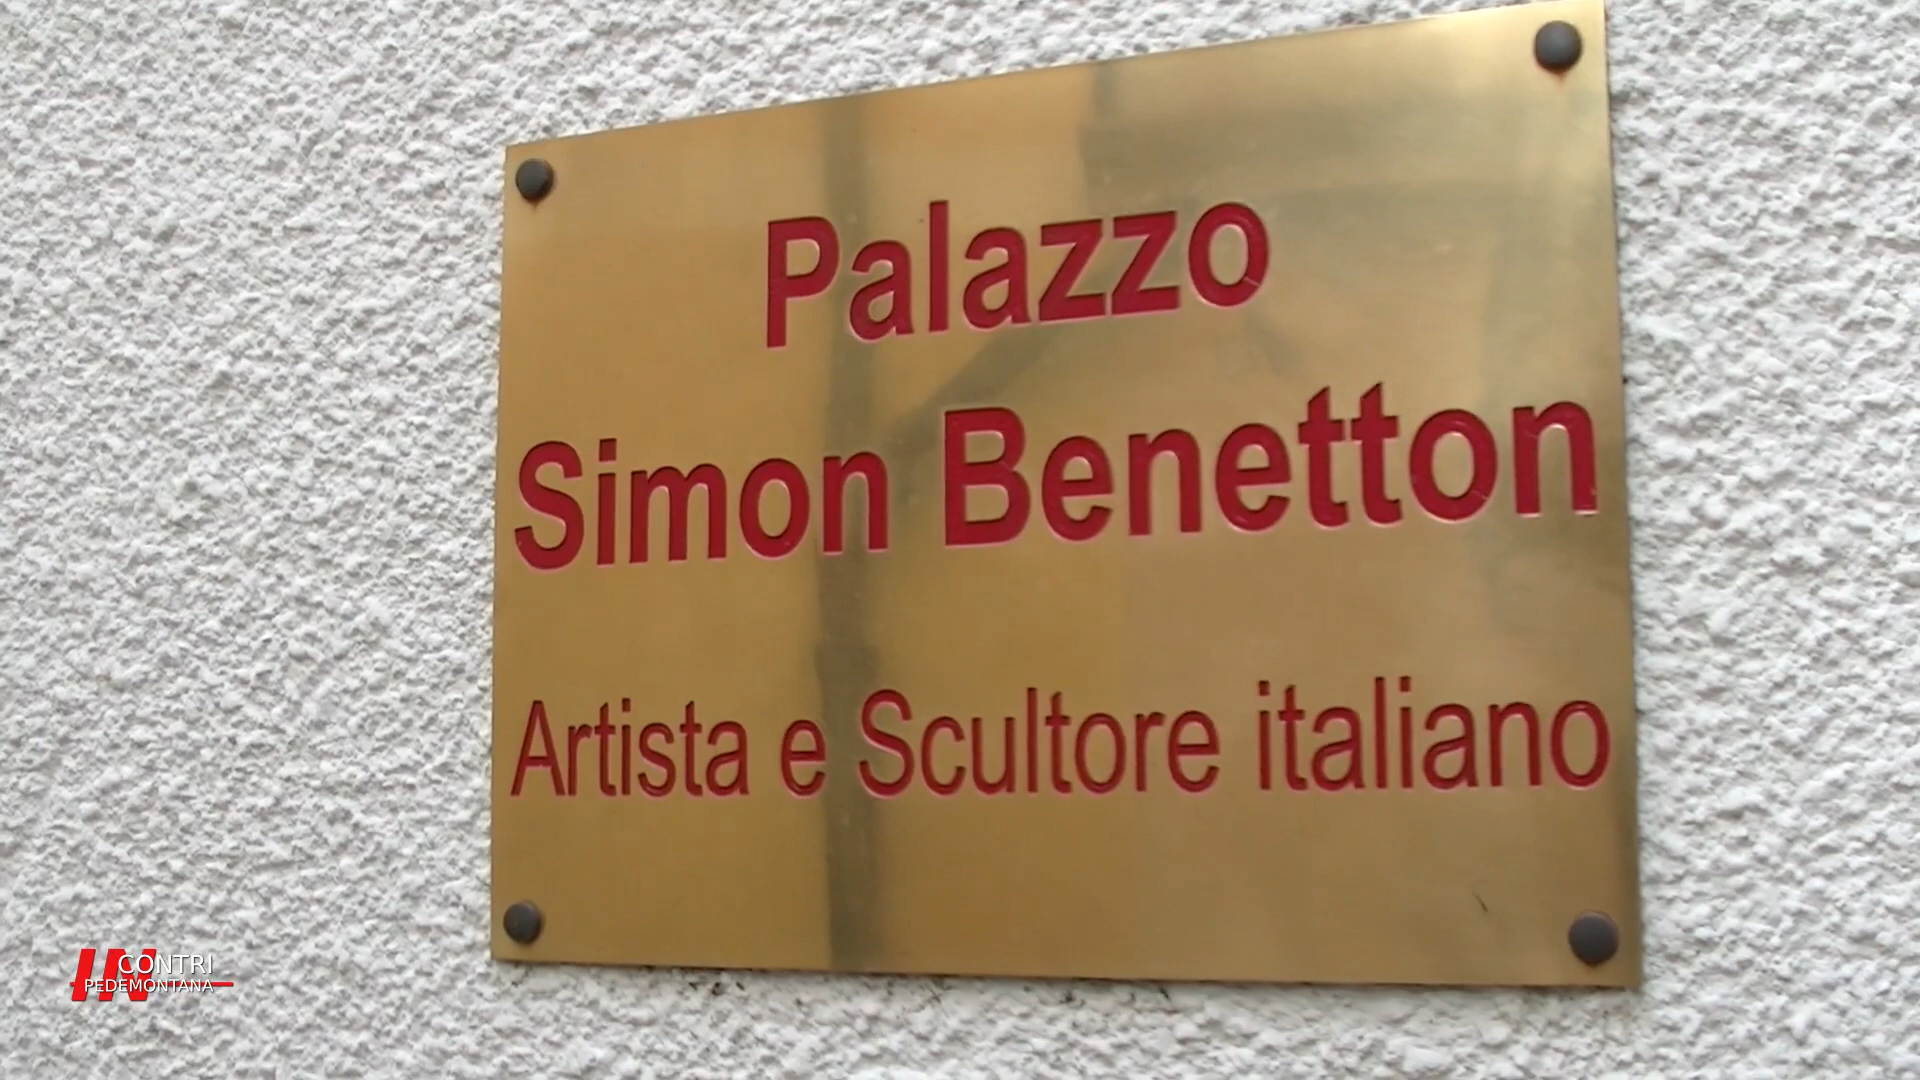 Palazzo
Simon Benetton
Artista e Scultore italiano
INCONTRI
PEDEMONTANA